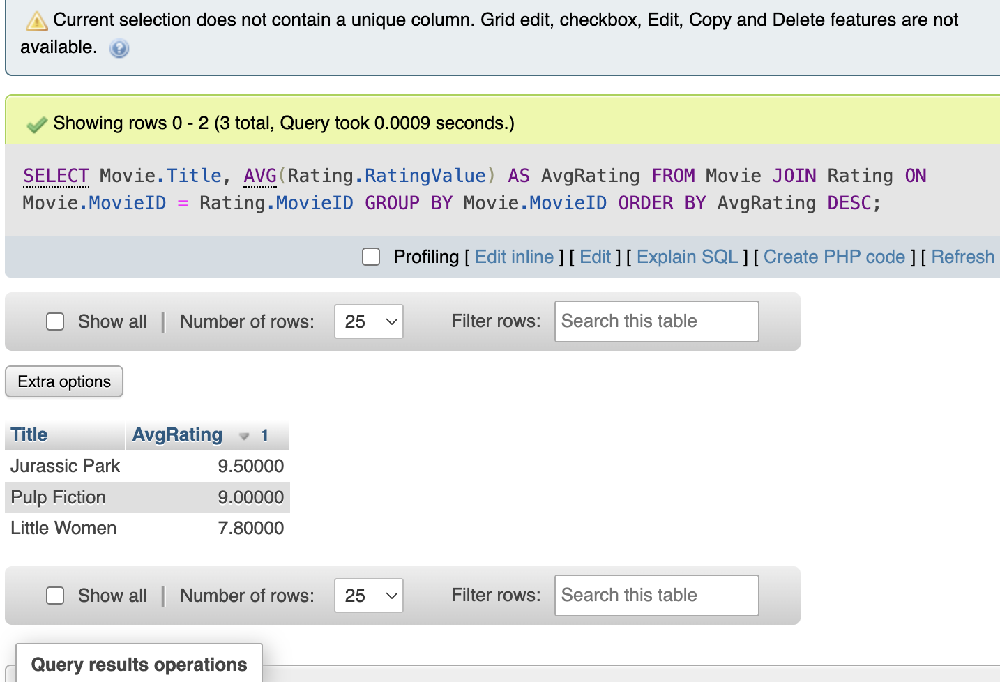 Current selection does not contain a unique column. Grid edit, checkbox, Edit, Copy and Delete features are not
available.
Showing rows 0 - 2 (3 total, Query took 0.0009 seconds.)
SELECT Movie.Title, AVG(Rating.RatingValue) AS AvgRating FROM Movie JOIN Rating ON
Movie.MovieID = Rating.MovieID GROUP BY Movie.MovieID ORDER BY AvgRating DESC;
Profiling [ Edit inline ] [ Edit ] [ Explain SQL ] [ Create PHP code ] [ Refresh
Show all | Number of rows: 25 Filter rows: Search this table
Extra options
Title AvgRating 1
Jurassic Park 9.50000
Pulp Fiction 9.00000
Little Women 7.80000
Show all | Number of rows: 25 Filter rows: Search this table
Query results operations